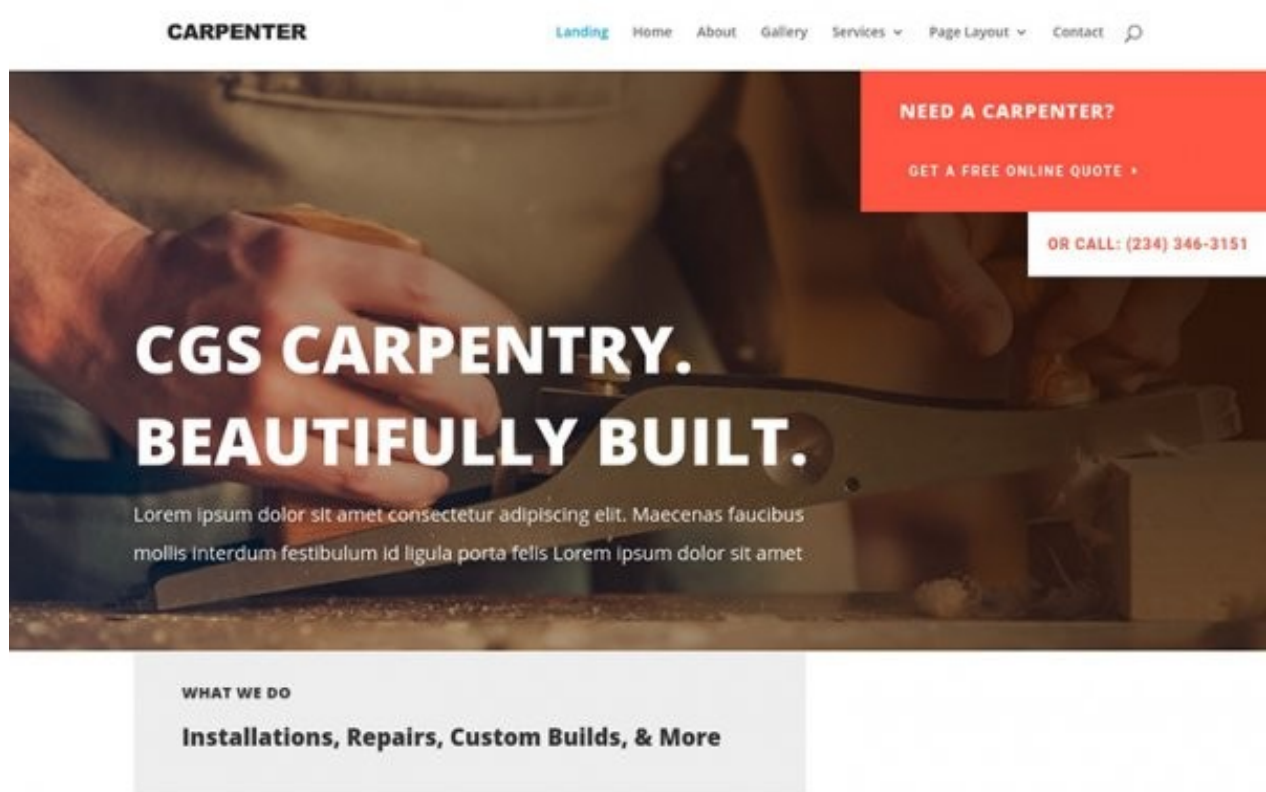 CARPENTER
Landing Home About Gallery Services Page Layout Contact
NEED A CARPENTER?
GET A FREE ONLINE QUOTE
OR CALL: (234) 346-3151
CGS CARPENTRY.
BEAUTIFULLY BUILT.
Lorem ipsum dolor sit amet consectetur adipiscing elit. Maecenas faucibus
mollis interdum festibulum id ligula porta felis Lorem ipsum dolor sit amet
WHAT WE DO
Installations, Repairs, Custom Builds, & More